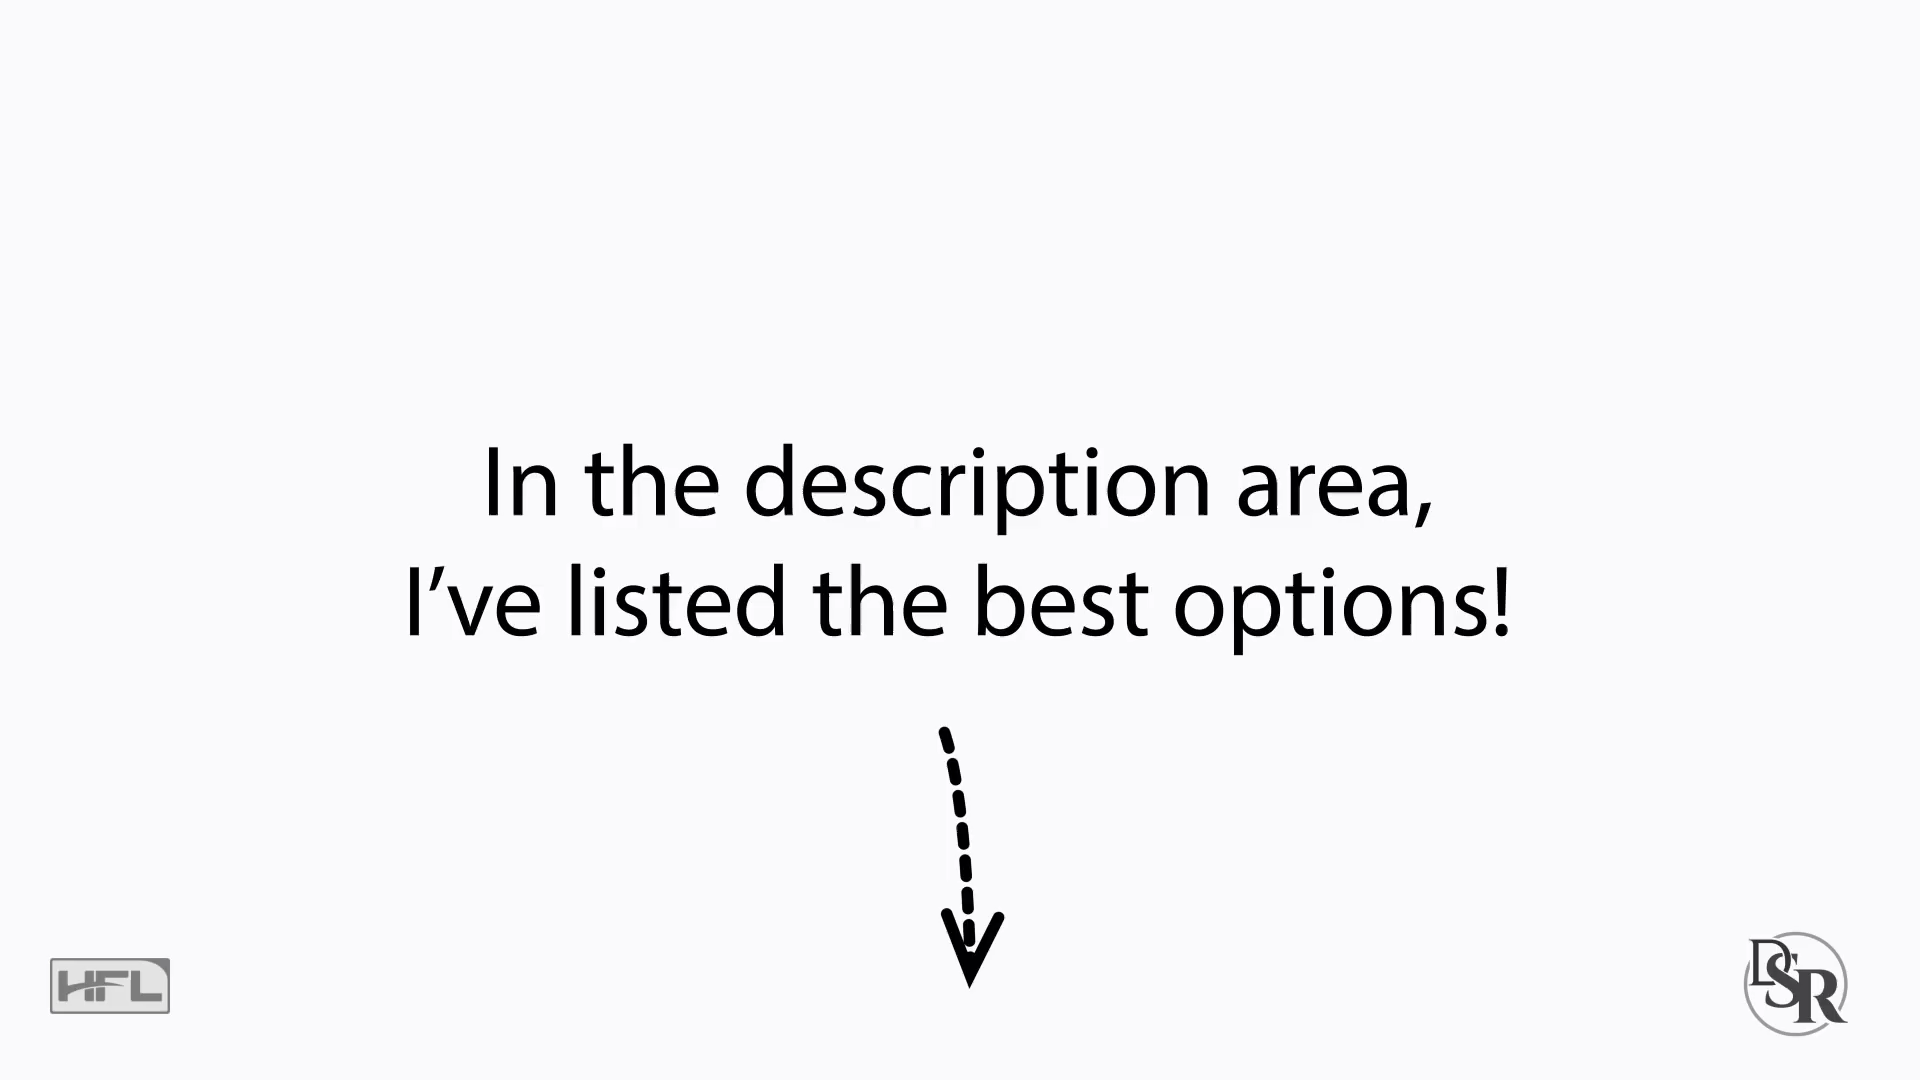 In the description area,
I’ve listed the best options!
HFL
DSR